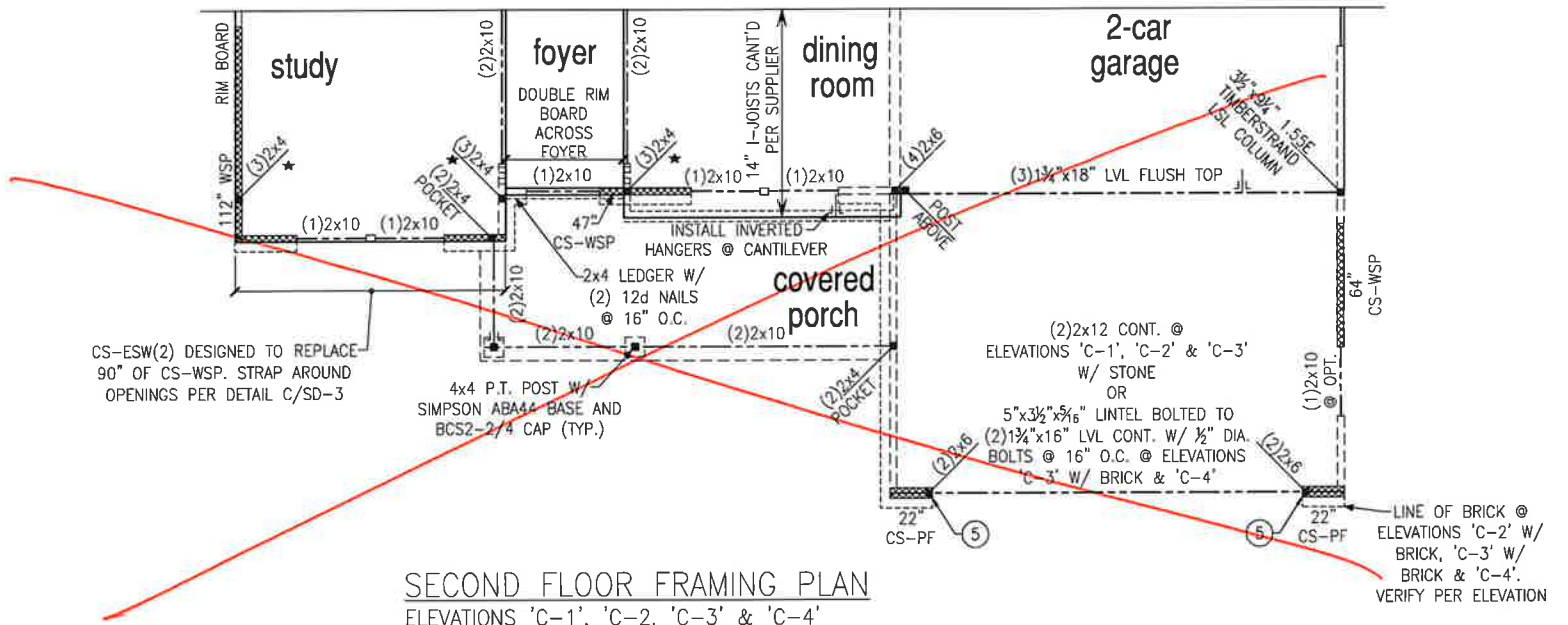 study
foyer
dining
room
2-car
garage
RIM BOARD
(2)2x10
(2)2x10
DOUBLE RIM
BOARD
ACROSS
FOYER
14" I-JOISTS CANT'D
PER SUPPLIER
3½"x9¼" 1.55E
TIMBERSTRAND
LSL COLUMN
112" WSP
(3)2x4
★
★
(3)2x4
(2)2x4
POCKET
(1)2x10
(3)2x4
★
(1)2x10
(1)2x10
(4)2x6
(3)1¾"x18" LVL FLUSH TOP
POST
ABOVE
(1)2x10
(1)2x10
47"
CS-WSP
INSTALL INVERTED
HANGERS @ CANTILEVER
2x4 LEDGER W/
(2) 12d NAILS
@ 16" O.C.
(2)2x10
covered
porch
(2)2x10
(2)2x10
64"
CS-WSP
CS-ESW(2) DESIGNED TO REPLACE
90" OF CS-WSP. STRAP AROUND
OPENINGS PER DETAIL C/SD-3
4x4 P.T. POST W/
SIMPSON ABA44 BASE AND
BCS2-2/4 CAP (TYP.)
(2)2x4
POCKET
(2)2x12 CONT. @
ELEVATIONS 'C-1', 'C-2' & 'C-3'
W/ STONE
OR
5"x3½"x5/16" LINTEL BOLTED TO
(2)1¾"x16" LVL CONT. W/ ½" DIA.
BOLTS @ 16" O.C. @ ELEVATIONS
'C-3' W/ BRICK & 'C-4'
(1)2x10
@ OPT.
(2)2x6
(2)2x6
22"
CS-PF
5
5
22"
CS-PF
LINE OF BRICK @
ELEVATIONS 'C-2' W/
BRICK, 'C-3' W/
BRICK & 'C-4'.
VERIFY PER ELEVATION
SECOND FLOOR FRAMING PLAN
ELEVATIONS 'C-1', 'C-2, 'C-3' & 'C-4'